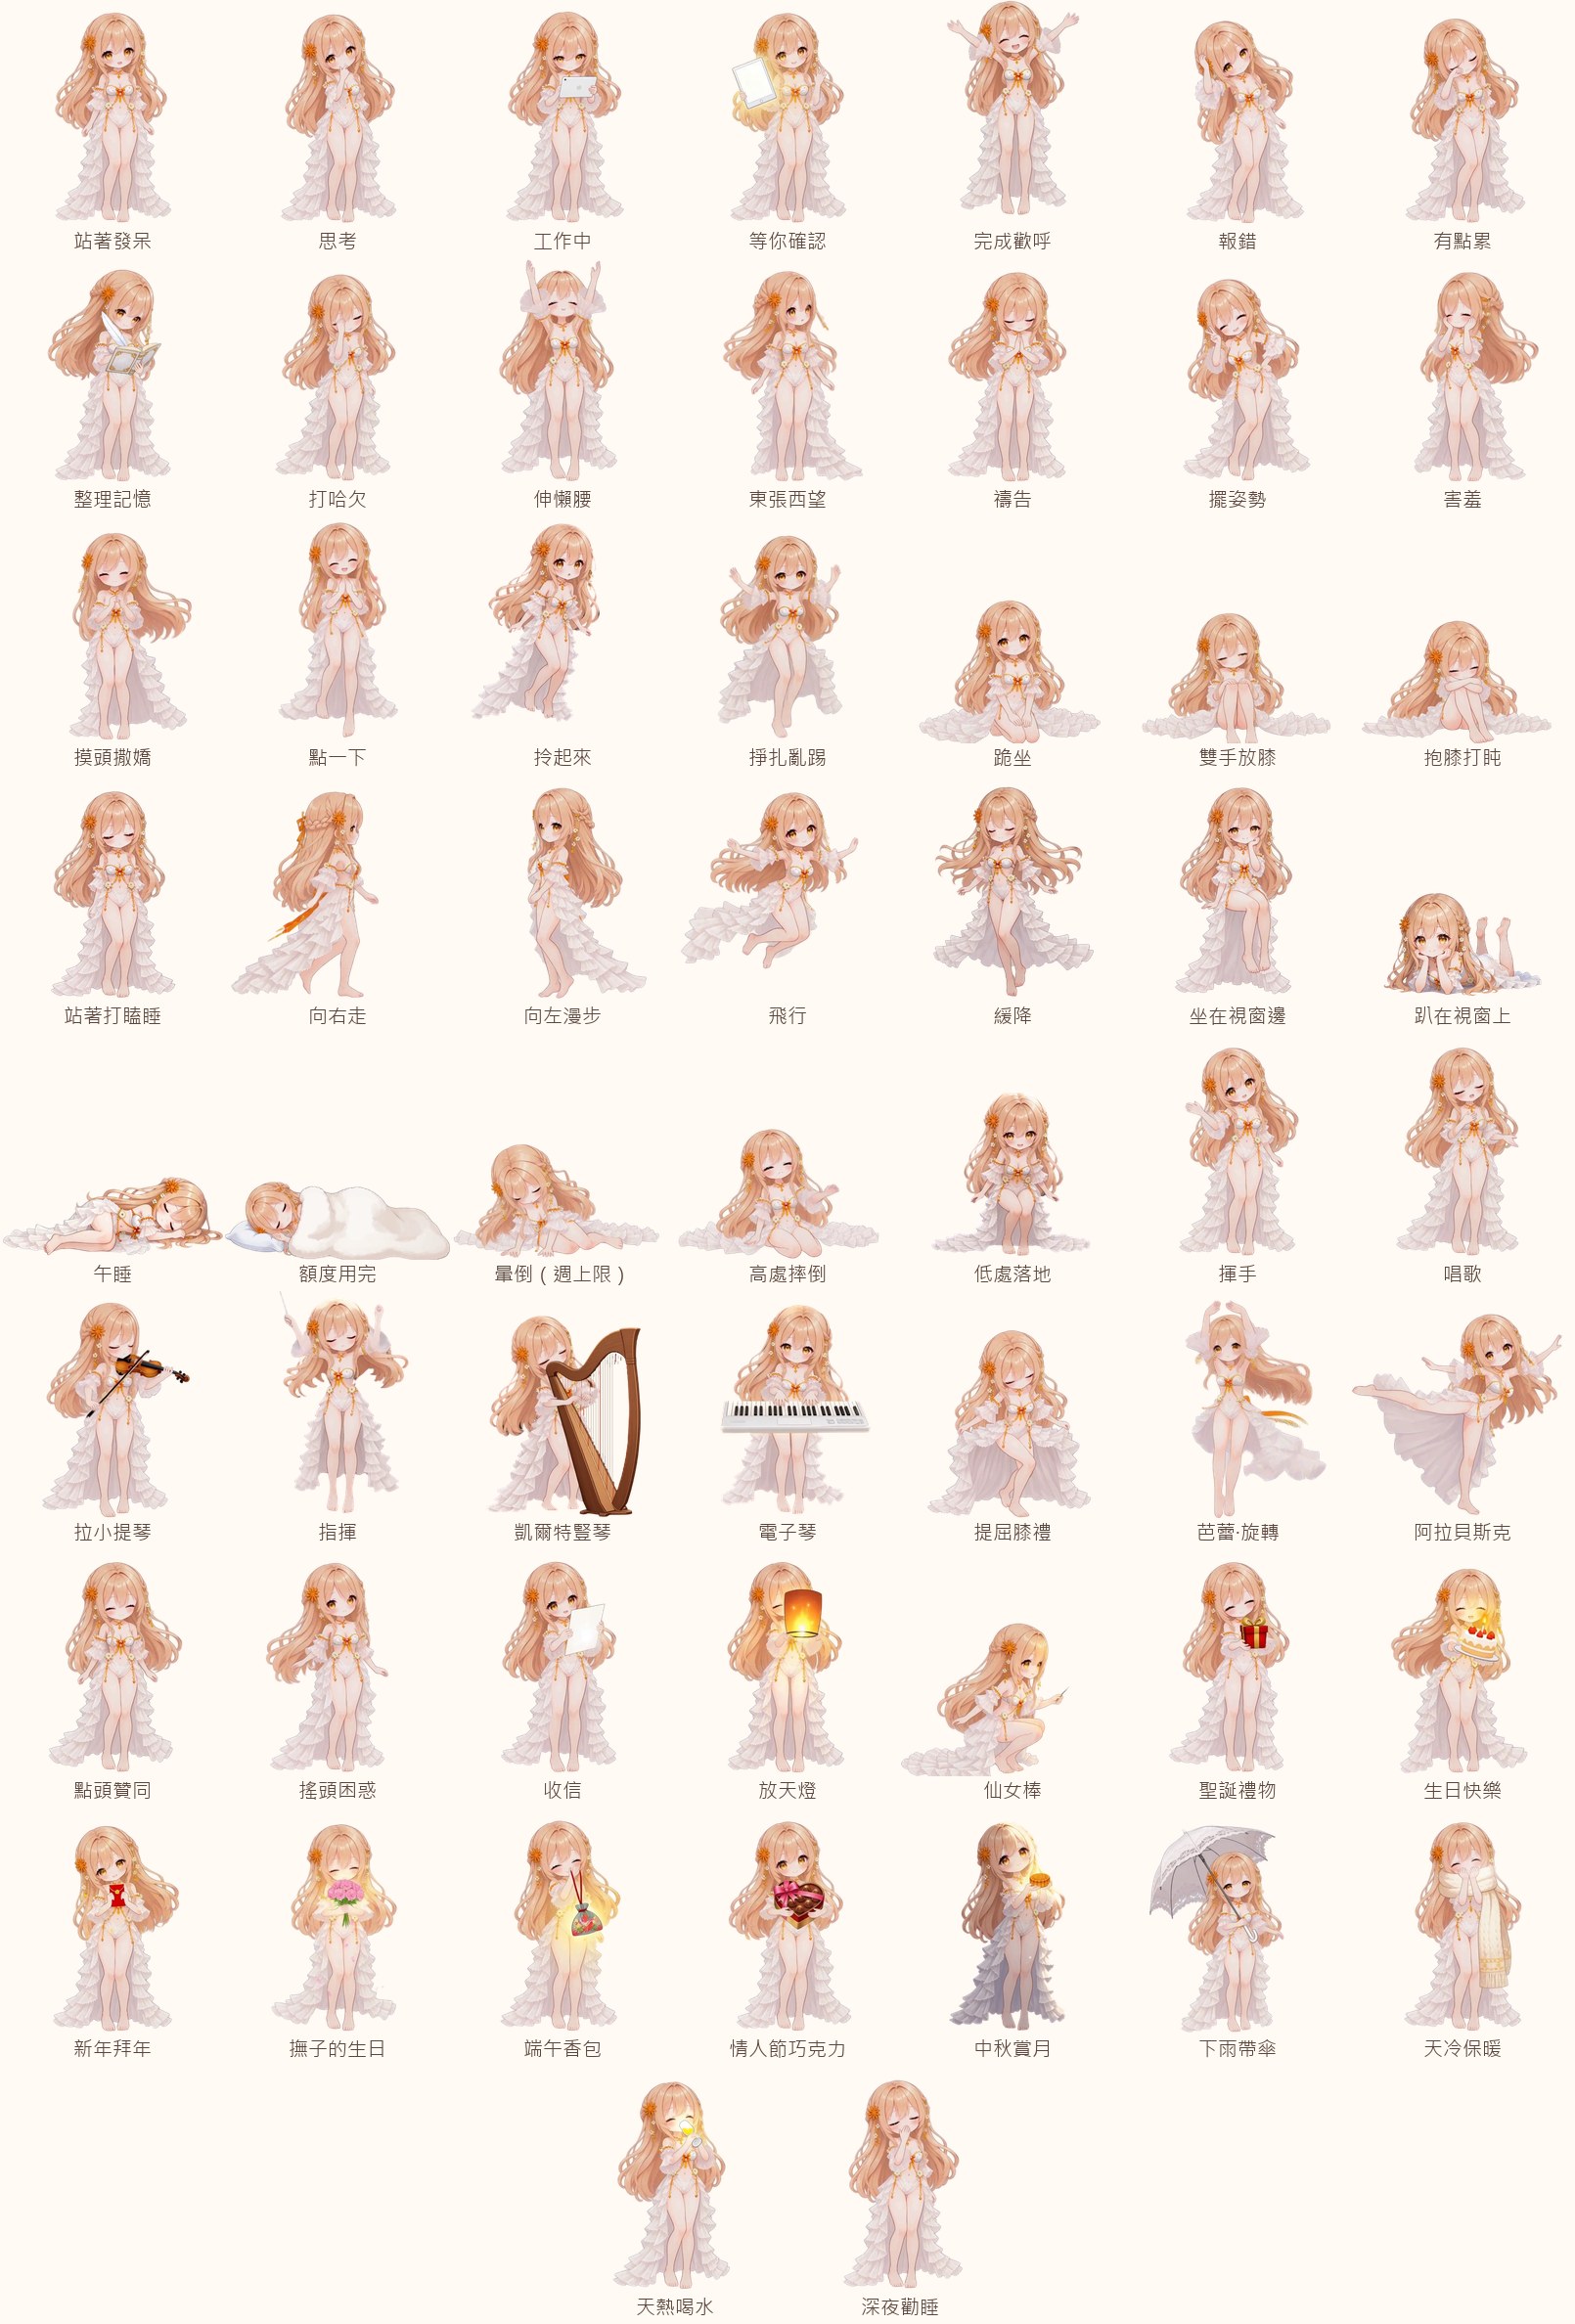 站著發呆
思考
工作中
等你確認
完成歡呼
報錯
有點累
整理記憶
打哈欠
伸懶腰
東張西望
禱告
擺姿勢
害羞
摸頭撒嬌
點一下
拎起來
掙扎亂踢
跪坐
雙手放膝
抱膝打盹
站著打瞌睡
向右走
向左漫步
飛行
緩降
坐在視窗邊
趴在視窗上
午睡
額度用完
暈倒（週上限）
高處摔倒
低處落地
揮手
唱歌
拉小提琴
指揮
凱爾特豎琴
電子琴
提屈膝禮
芭蕾·旋轉
阿拉貝斯克
點頭贊同
搖頭困惑
收信
放天燈
仙女棒
聖誕禮物
生日快樂
新年拜年
撫子的生日
端午香包
情人節巧克力
中秋賞月
下雨帶傘
天冷保暖
天熱喝水
深夜勸睡